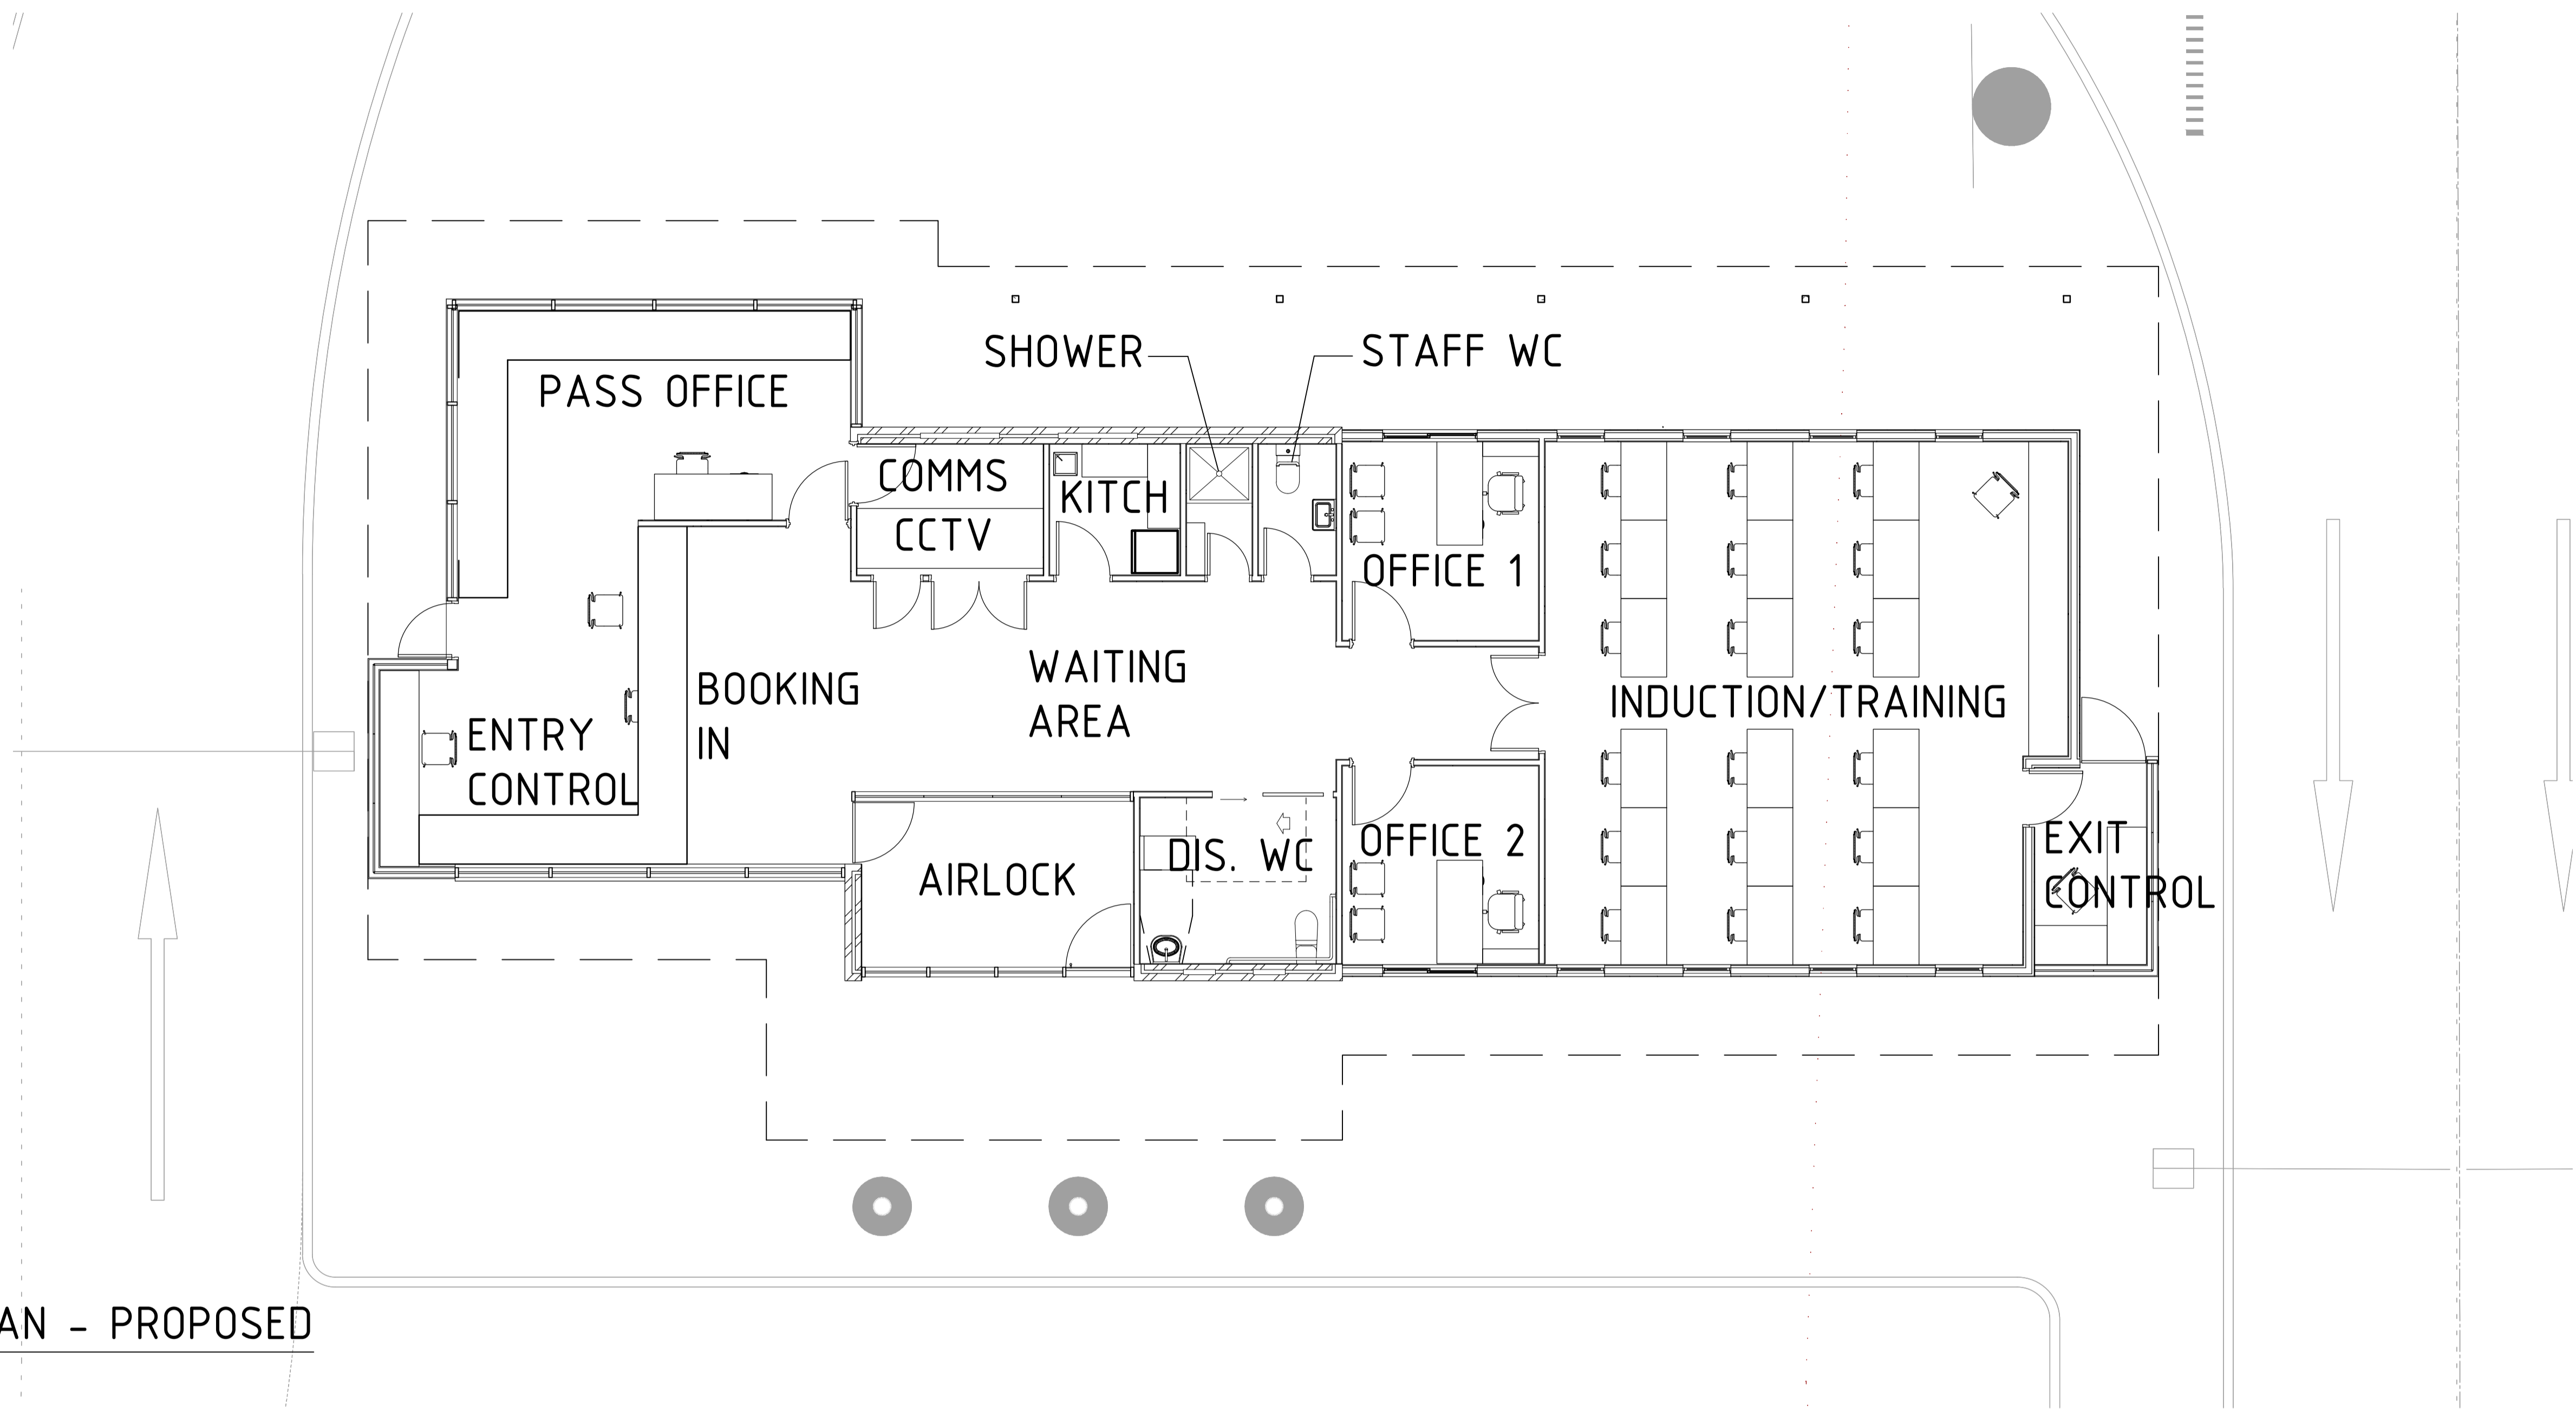 SHOWER
STAFF WC
PASS OFFICE
COMMS
KITCH
CCTV
OFFICE 1
WAITING
AREA
BOOKING
IN
INDUCTION/TRAINING
ENTRY
CONTROL
AIRLOCK
DIS. WC
OFFICE 2
EXIT
CONTROL
AN - PROPOSED